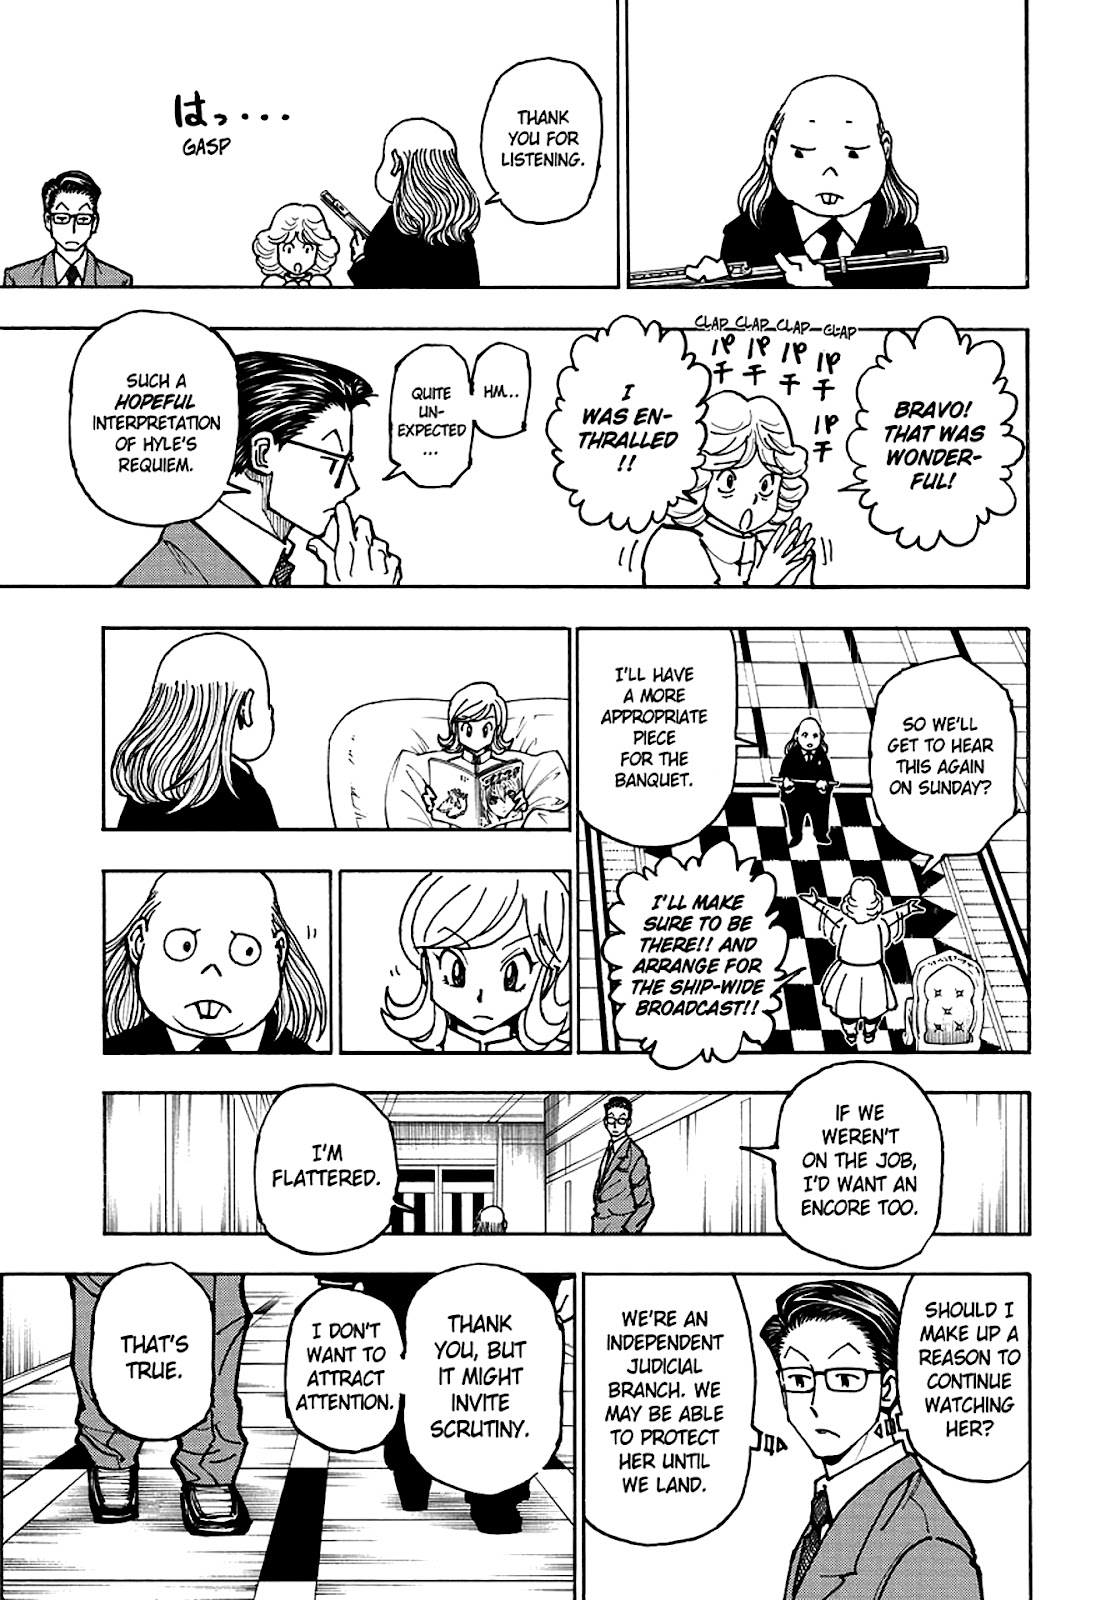 THANK
YOU FOR
LISTENING.
はっ・・・
GASP
BRAVO!
THAT WAS
WONDER-
FUL!
CLAP CLAP CLAP CLAP
パチ パチ パチ パチ パチ
I
WAS EN-
THRALLED
!!
HM...
QUITE
UN-
EXPECTED
...
SUCH A
HOPEFUL
INTERPRETATION
OF HYLE'S
REQUIEM.
SO WE'LL
GET TO HEAR
THIS AGAIN
ON SUNDAY?
I'LL HAVE
A MORE
APPROPRIATE
PIECE
FOR THE
BANQUET.
I'LL MAKE
SURE TO BE
THERE!! AND
ARRANGE FOR
THE SHIP-WIDE
BROADCAST!!
IF WE
WEREN'T
ON THE JOB,
I'D WANT AN
ENCORE TOO.
I'M
FLATTERED.
SHOULD I
MAKE UP A
REASON TO
CONTINUE
WATCHING
HER?
WE'RE AN
INDEPENDENT
JUDICIAL
BRANCH. WE
MAY BE ABLE
TO PROTECT
HER UNTIL
WE LAND.
THANK
YOU, BUT
IT MIGHT
INVITE
SCRUTINY.
I DON'T
WANT TO
ATTRACT
ATTENTION.
THAT'S
TRUE.